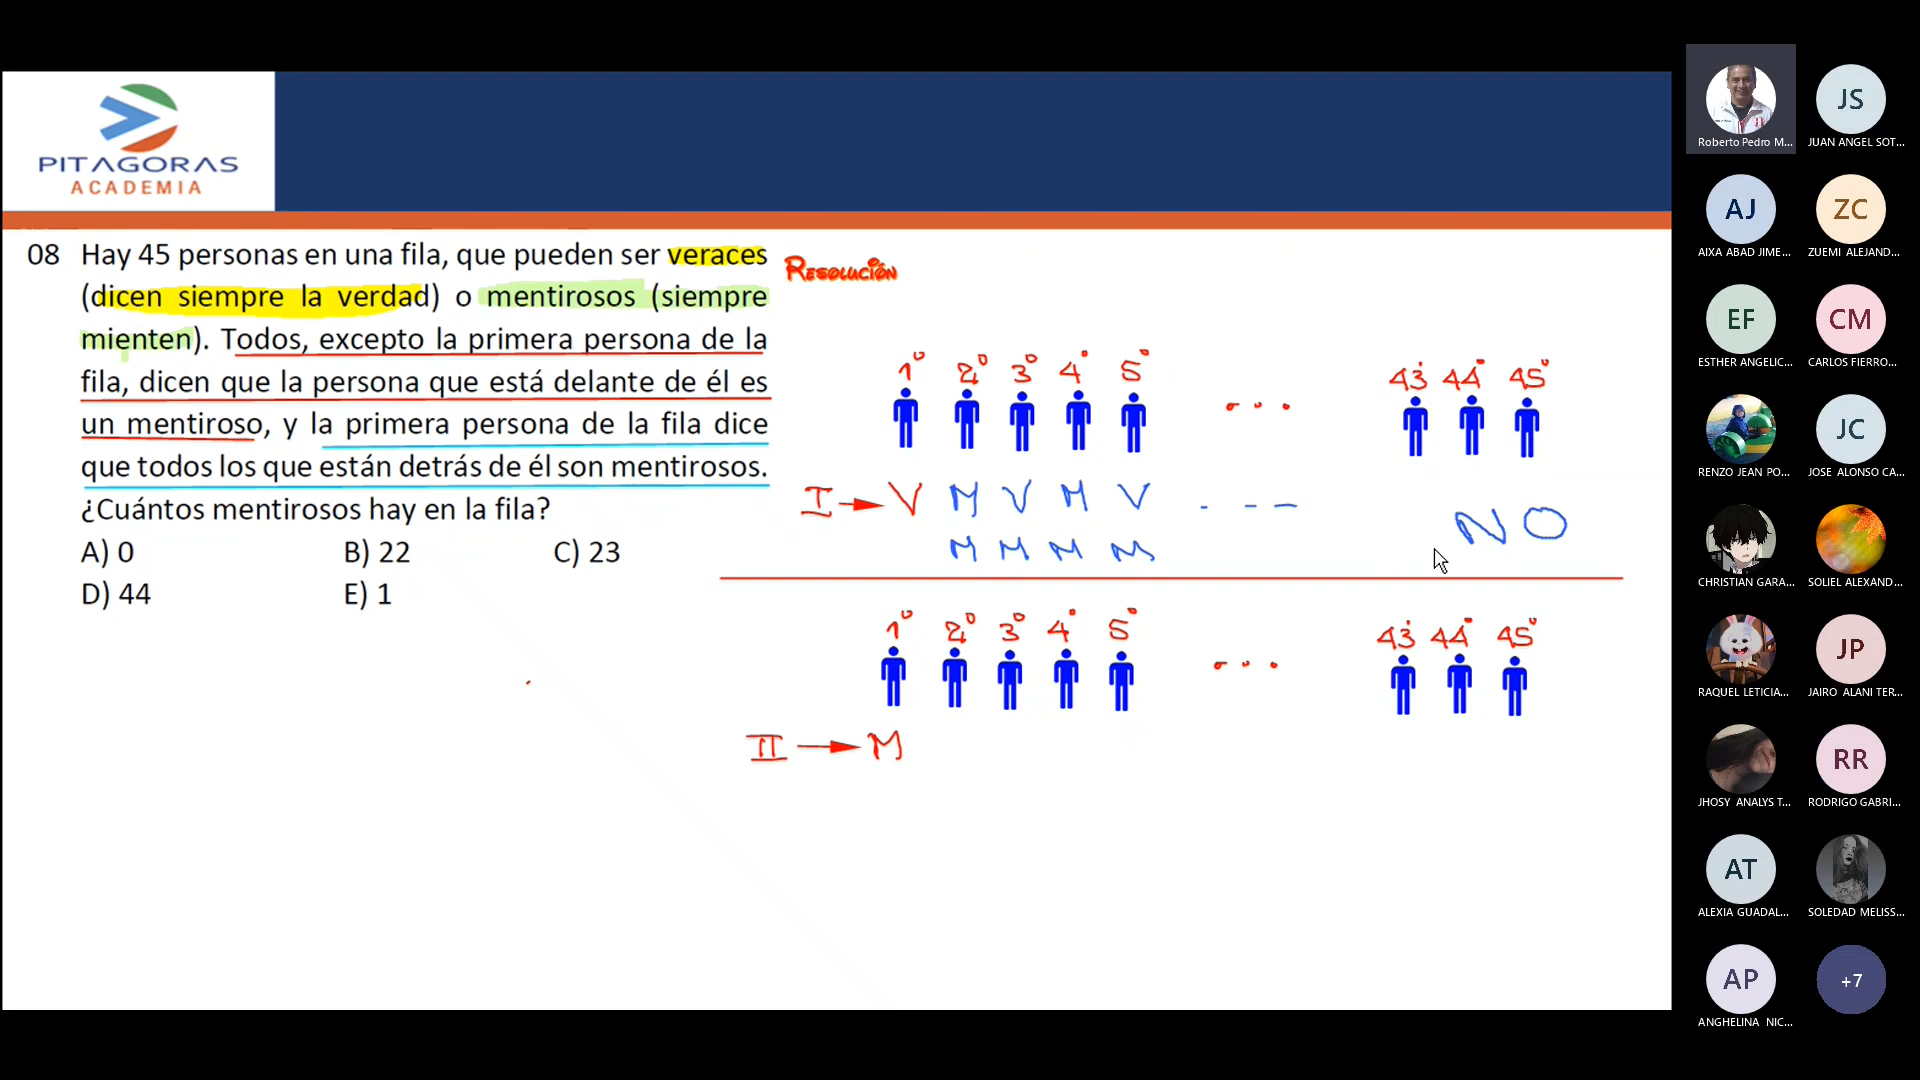 PITAGORAS
ACADEMIA
08 Hay 45 personas en una fila, que pueden ser veraces
(dicen siempre la verdad) o mentirosos (siempre
mienten). Todos, excepto la primera persona de la
fila, dicen que la persona que está delante de él es
un mentiroso, y la primera persona de la fila dice
que todos los que están detrás de él son mentirosos.
¿Cuántos mentirosos hay en la fila?
A) 0 B) 22 C) 23
D) 44 E) 1
RESOLUCIÓN
1° 2° 3° 4° 5° ... 43° 44° 45°
I → V M V M V - - - NO
M M M M
1° 2° 3° 4° 5° ... 43° 44° 45°
II → M
Roberto Pedro M...
JS
JUAN ANGEL SOT...
AJ
AIXA ABAD JIME...
ZC
ZUEMI ALEJAND...
EF
ESTHER ANGELIC...
CM
CARLOS FIERRO...
RENZO JEAN PO...
JC
JOSE ALONSO CA...
CHRISTIAN GARA...
SOLIEL ALEXAND...
RAQUEL LETICIA...
JP
JAIRO ALANI TER...
JHOSY ANALYS T...
RR
RODRIGO GABRI...
AT
ALEXIA GUADAL...
SOLEDAD MELISS...
AP
ANGHELINA NIC...
+7